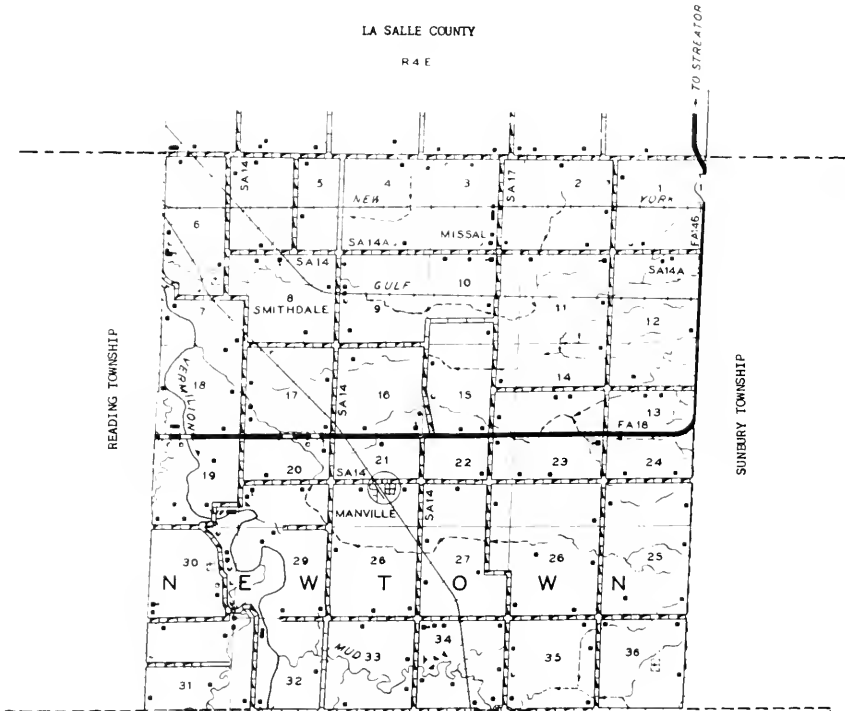 LA SALLE COUNTY
R 4 E
← TO STREATOR
SA14
5
4
3
SA17
2
1
NEW
YORK
6
MISSAL
FA146
SA14A
SA14
SA14A
8
GULF
10
SMITHDALE
9
11
7
12
READING TOWNSHIP
SUNBURY TOWNSHIP
VERMILION
18
17
SA14
16
15
14
13
FA18
19
20
21
22
23
24
SA14
MANVILLE
SA14
30
29
28
27
26
25
N E W T O W N
31
32
MUD
33
34
35
36